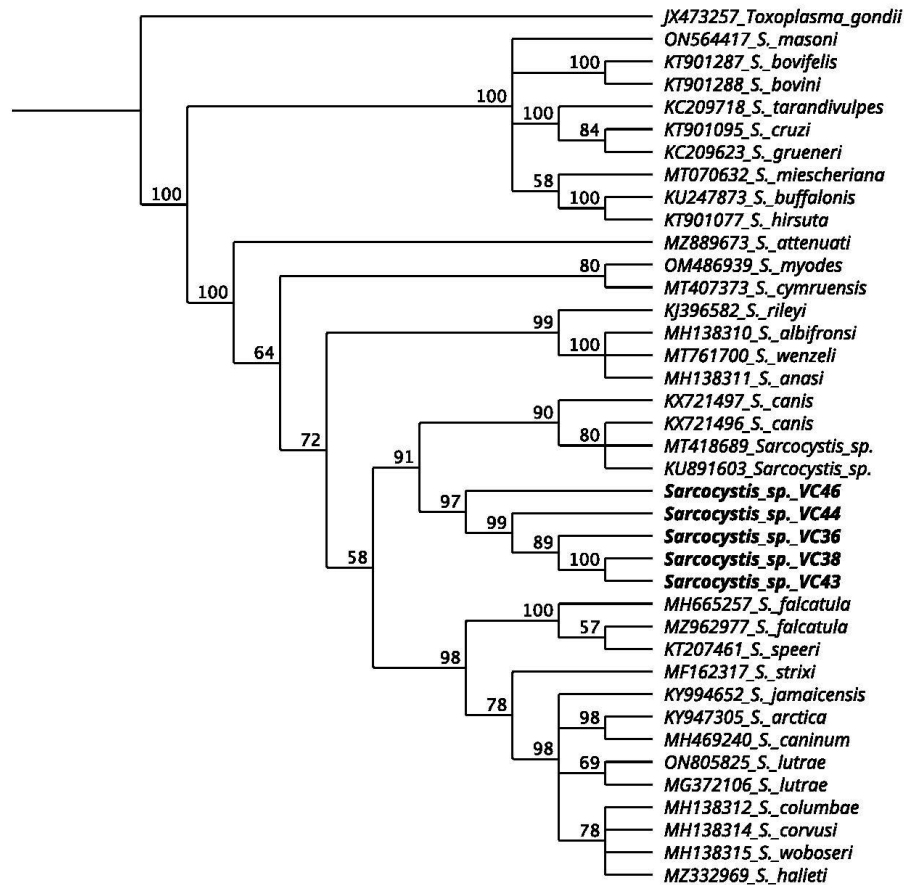 JX473257_Toxoplasma_gondii
ON564417_S._masoni
100 KT901287_S._bovifelis
KT901288_S._bovini
100
100 KC209718_S._tarandivulpes
84 KT901095_S._cruzi
KC209623_S._grueneri
58 MT070632_S._miescheriana
100 100 KU247873_S._buffalonis
KT901077_S._hirsuta
MZ889673_S._attenuati
80 OM486939_S._myodes
MT407373_S._cymruensis
100
99 KJ396582_S._rileyi
MH138310_S._albifronsi
64 100 MT761700_S._wenzeli
MH138311_S._anasi
KX721497_S._canis
90 KX721496_S._canis
72 80 MT418689_Sarcocystis_sp.
91 KU891603_Sarcocystis_sp.
Sarcocystis_sp._VC46
97 Sarcocystis_sp._VC44
99 Sarcocystis_sp._VC36
89
58 100 Sarcocystis_sp._VC38
Sarcocystis_sp._VC43
MH665257_S._falcatula
100 MZ962977_S._falcatula
57 KT207461_S._speeri
98 MF162317_S._strixi
KY994652_S._jamaicensis
78 98 KY947305_S._arctica
MH469240_S._caninum
98 69 ON805825_S._lutrae
MG372106_S._lutrae
MH138312_S._columbae
78 MH138314_S._corvusi
MH138315_S._woboseri
MZ332969_S._halieti